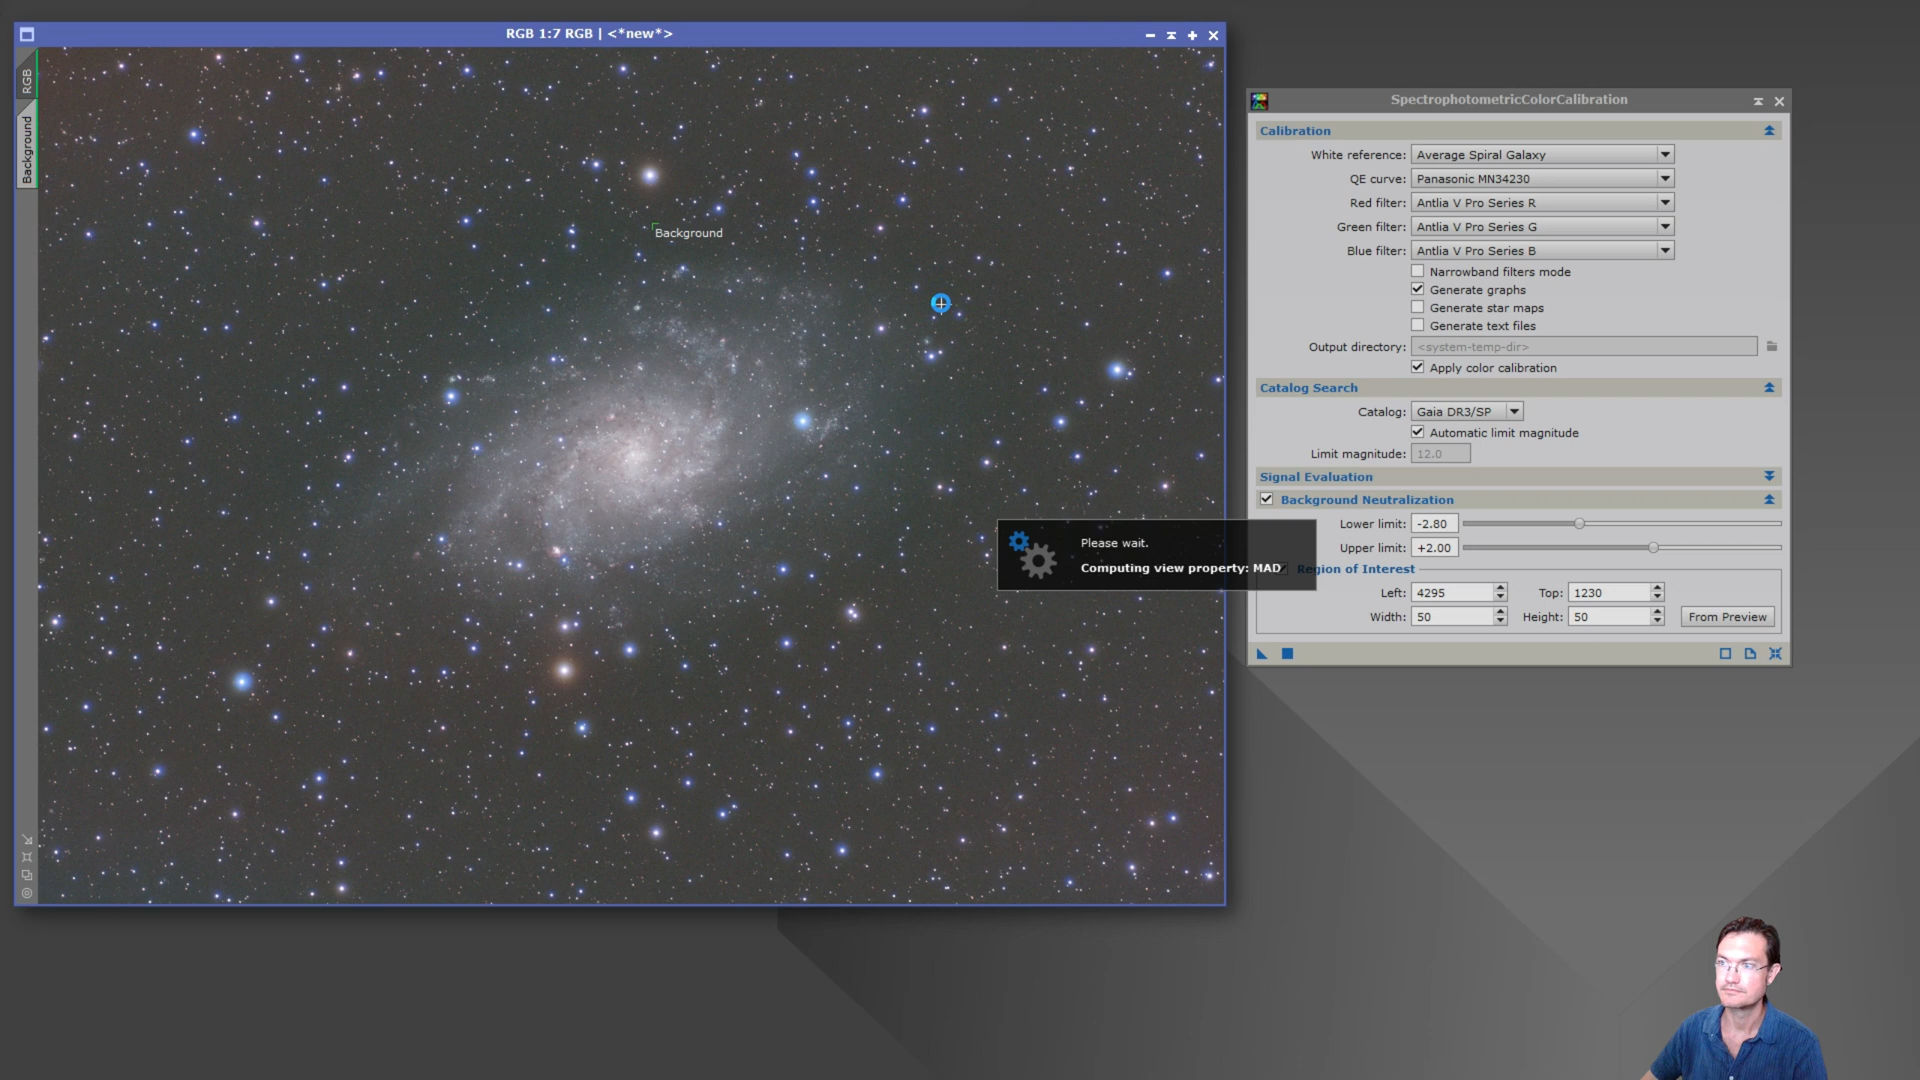 RGB 1:7 RGB | <*new*>
RGB
Background
Background
Please wait.
Computing view property: MAD
SpectrophotometricColorCalibration
Calibration
White reference: Average Spiral Galaxy
QE curve: Panasonic MN34230
Red filter: Antlia V Pro Series R
Green filter: Antlia V Pro Series G
Blue filter: Antlia V Pro Series B
Narrowband filters mode
Generate graphs
Generate star maps
Generate text files
Output directory: <system-temp-dir>
Apply color calibration
Catalog Search
Catalog: Gaia DR3/SP
Automatic limit magnitude
Limit magnitude: 12.0
Signal Evaluation
Background Neutralization
Lower limit: -2.80
Upper limit: +2.00
Region of Interest
Left: 4295 Top: 1230
Width: 50 Height: 50 From Preview